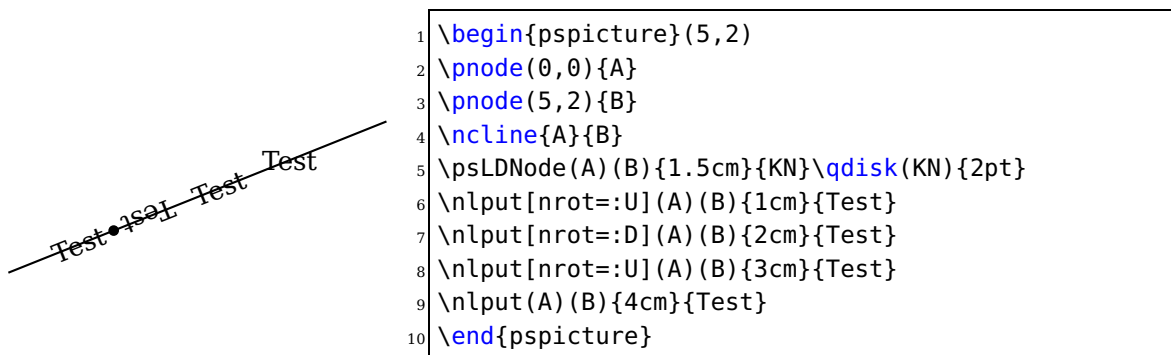 Test
Test
Test
Test
1 \begin{pspicture}(5,2)
2 \pnode(0,0){A}
3 \pnode(5,2){B}
4 \ncline{A}{B}
5 \psLDNode(A)(B){1.5cm}{KN}\qdisk(KN){2pt}
6 \nlput[nrot=:U](A)(B){1cm}{Test}
7 \nlput[nrot=:D](A)(B){2cm}{Test}
8 \nlput[nrot=:U](A)(B){3cm}{Test}
9 \nlput(A)(B){4cm}{Test}
10 \end{pspicture}